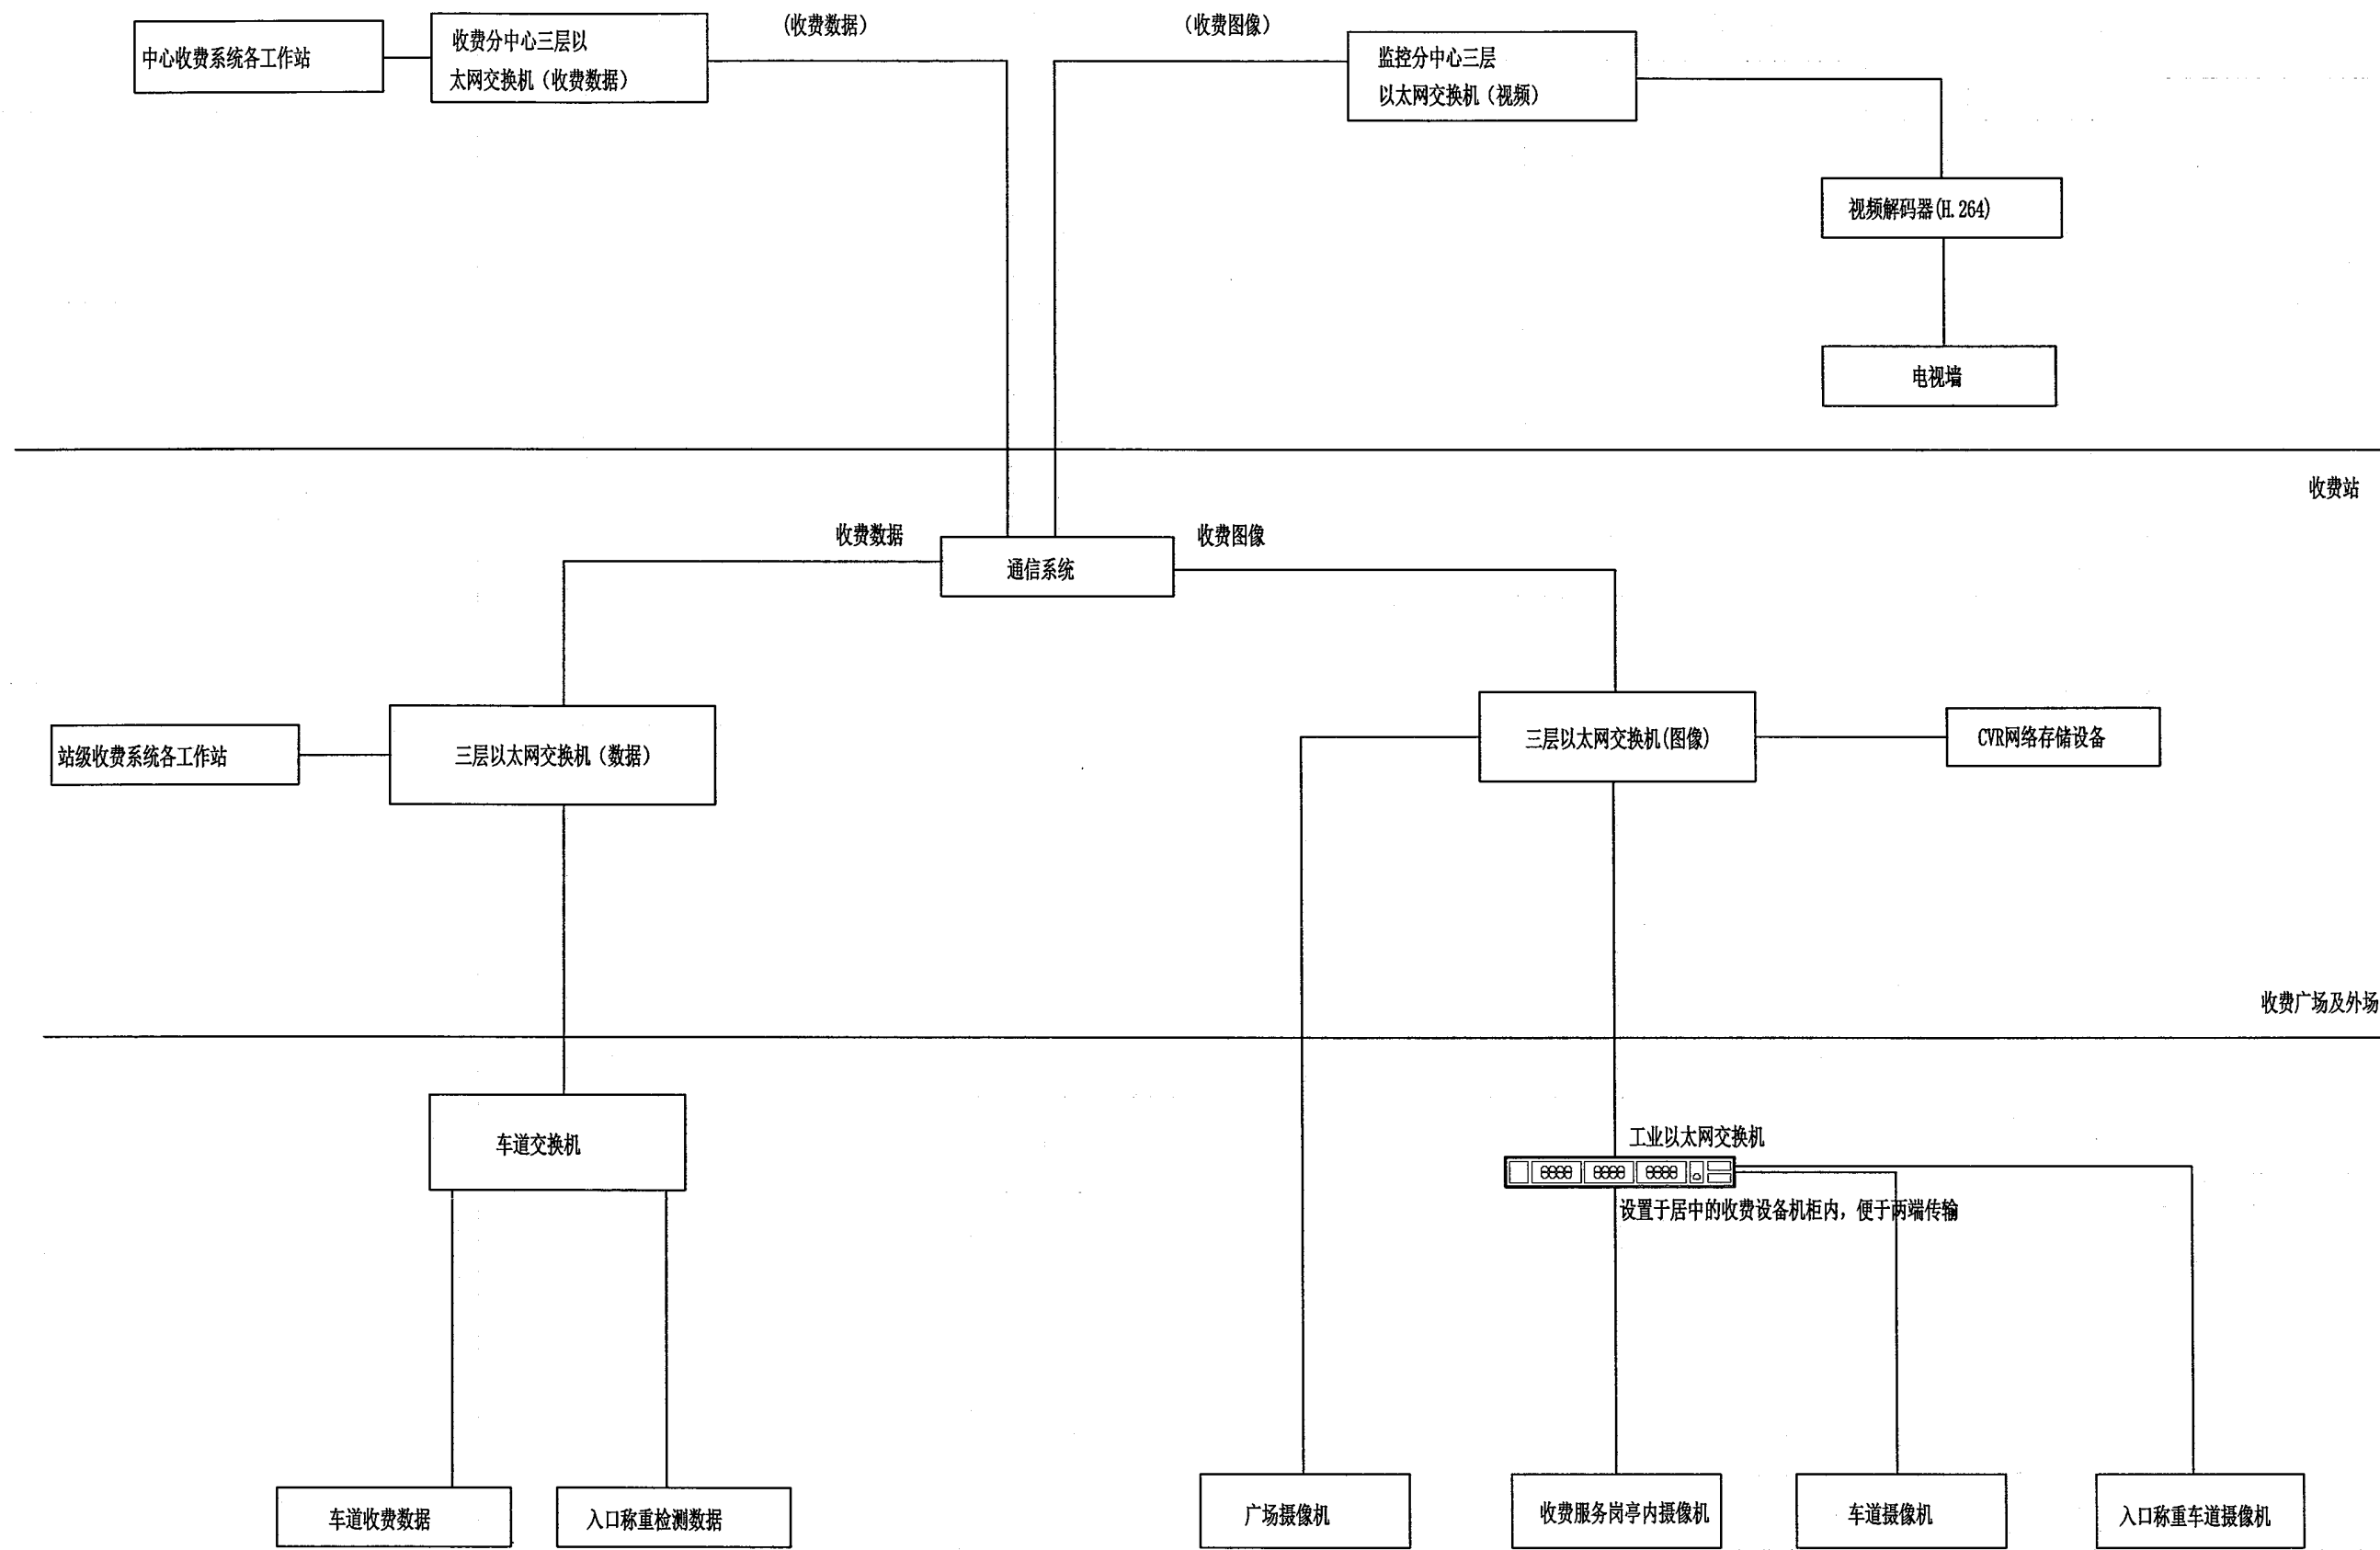 (收费数据)
(收费图像)
中心收费系统各工作站
收费分中心三层以
太网交换机（收费数据）
监控分中心三层
以太网交换机（视频）
视频解码器(H.264)
电视墙
收费站
收费数据
收费图像
通信系统
站级收费系统各工作站
三层以太网交换机（数据）
三层以太网交换机(图像)
CVR网络存储设备
收费广场及外场
车道交换机
工业以太网交换机
设置于居中的收费设备机柜内，便于两端传输
车道收费数据
入口称重检测数据
广场摄像机
收费服务岗亭内摄像机
车道摄像机
入口称重车道摄像机